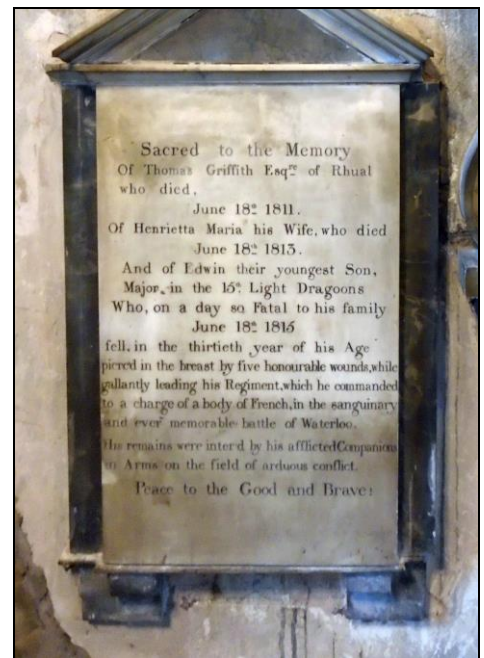 Sacred to the Memory
Of Thomas Griffith Esqre. of Rhual
who died,
June 18th. 1811.
Of Henrietta Maria his Wife, who died
June 18th. 1813.
And of Edwin their youngest Son,
Major, in the 15th. Light Dragoons
Who, on a day so Fatal to his family
June 18th. 1815
fell, in the thirtieth year of his Age
pierced in the breast by five honourable wounds, while
gallantly leading his Regiment, which he commanded
to a charge of a body of French, in the sanguinary
and ever memorable battle of Waterloo.
His remains were inter'd by his afflicted Companions
in Arms on the field of arduous conflict.
Peace to the Good and Brave!